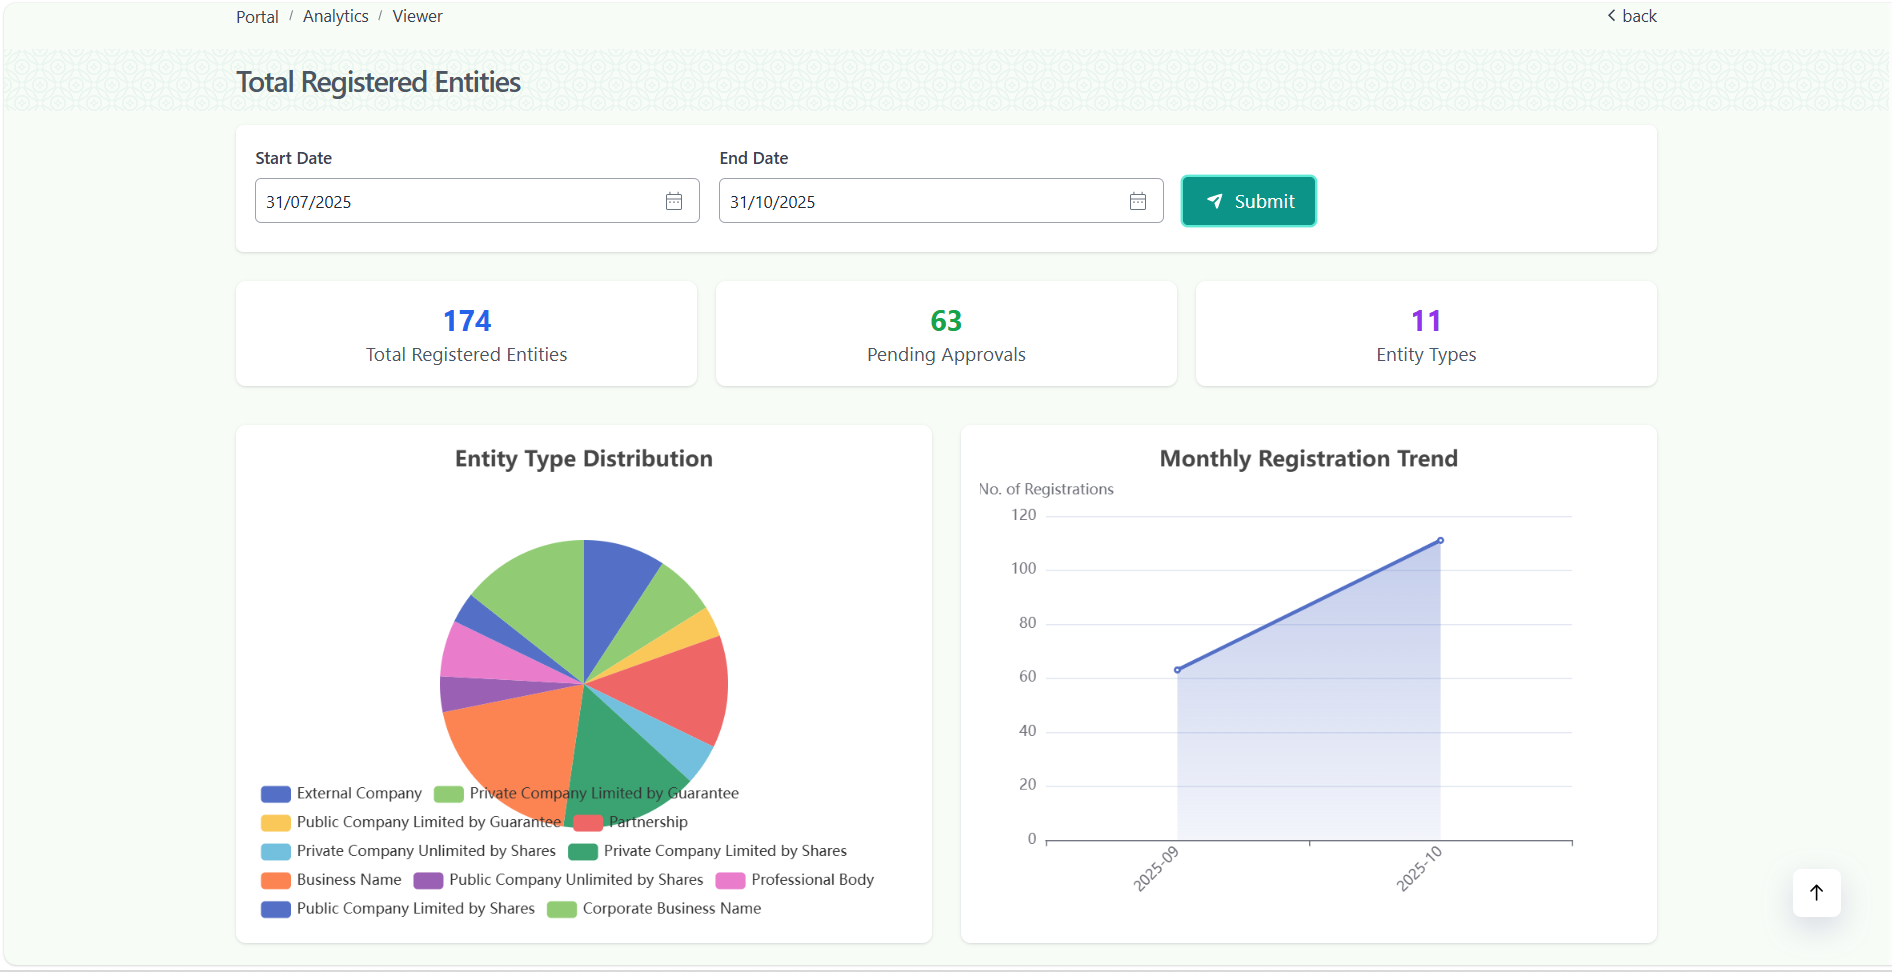 Portal / Analytics / Viewer
back
Total Registered Entities
Start Date
End Date
31/07/2025
31/10/2025
Submit
174
Total Registered Entities
63
Pending Approvals
11
Entity Types
Entity Type Distribution
External Company
Private Company Limited by Guarantee
Public Company Limited by Guarantee
Partnership
Private Company Unlimited by Shares
Private Company Limited by Shares
Business Name
Public Company Unlimited by Shares
Professional Body
Public Company Limited by Shares
Corporate Business Name
Monthly Registration Trend
No. of Registrations
120
100
80
60
40
20
0
2025-09
2025-10